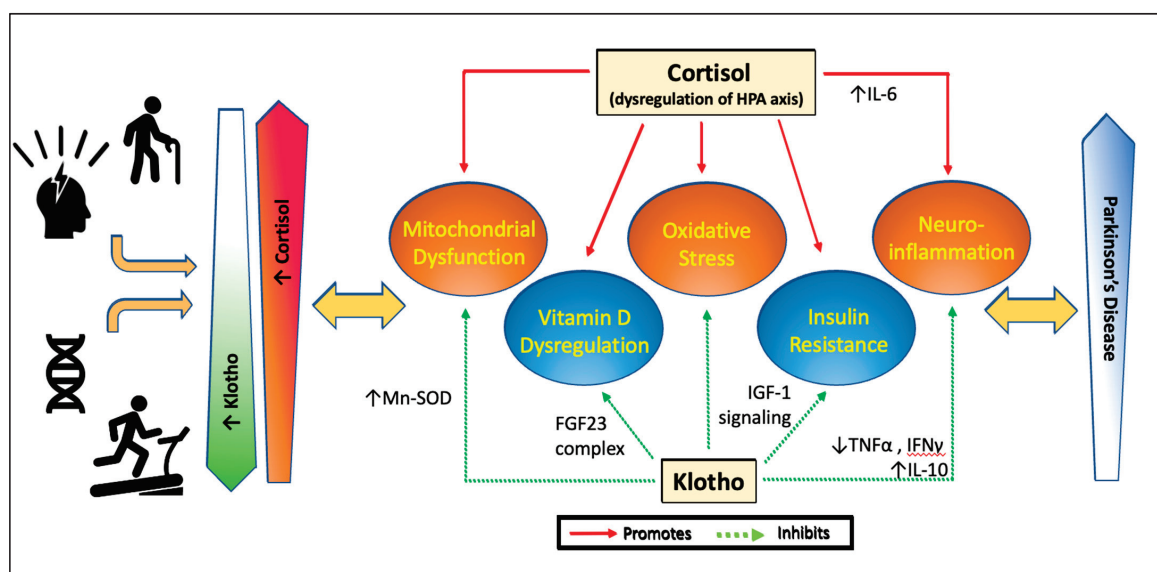 Cortisol
(dysregulation of HPA axis)
↑IL-6
↑ Klotho
↑ Cortisol
Mitochondrial
Dysfunction
Oxidative
Stress
Neuro-
inflammation
Vitamin D
Dysregulation
Insulin
Resistance
Parkinson's Disease
↑Mn-SOD
FGF23
complex
IGF-1
signaling
↓TNFα , IFNγ
↑IL-10
Klotho
Promotes
Inhibits